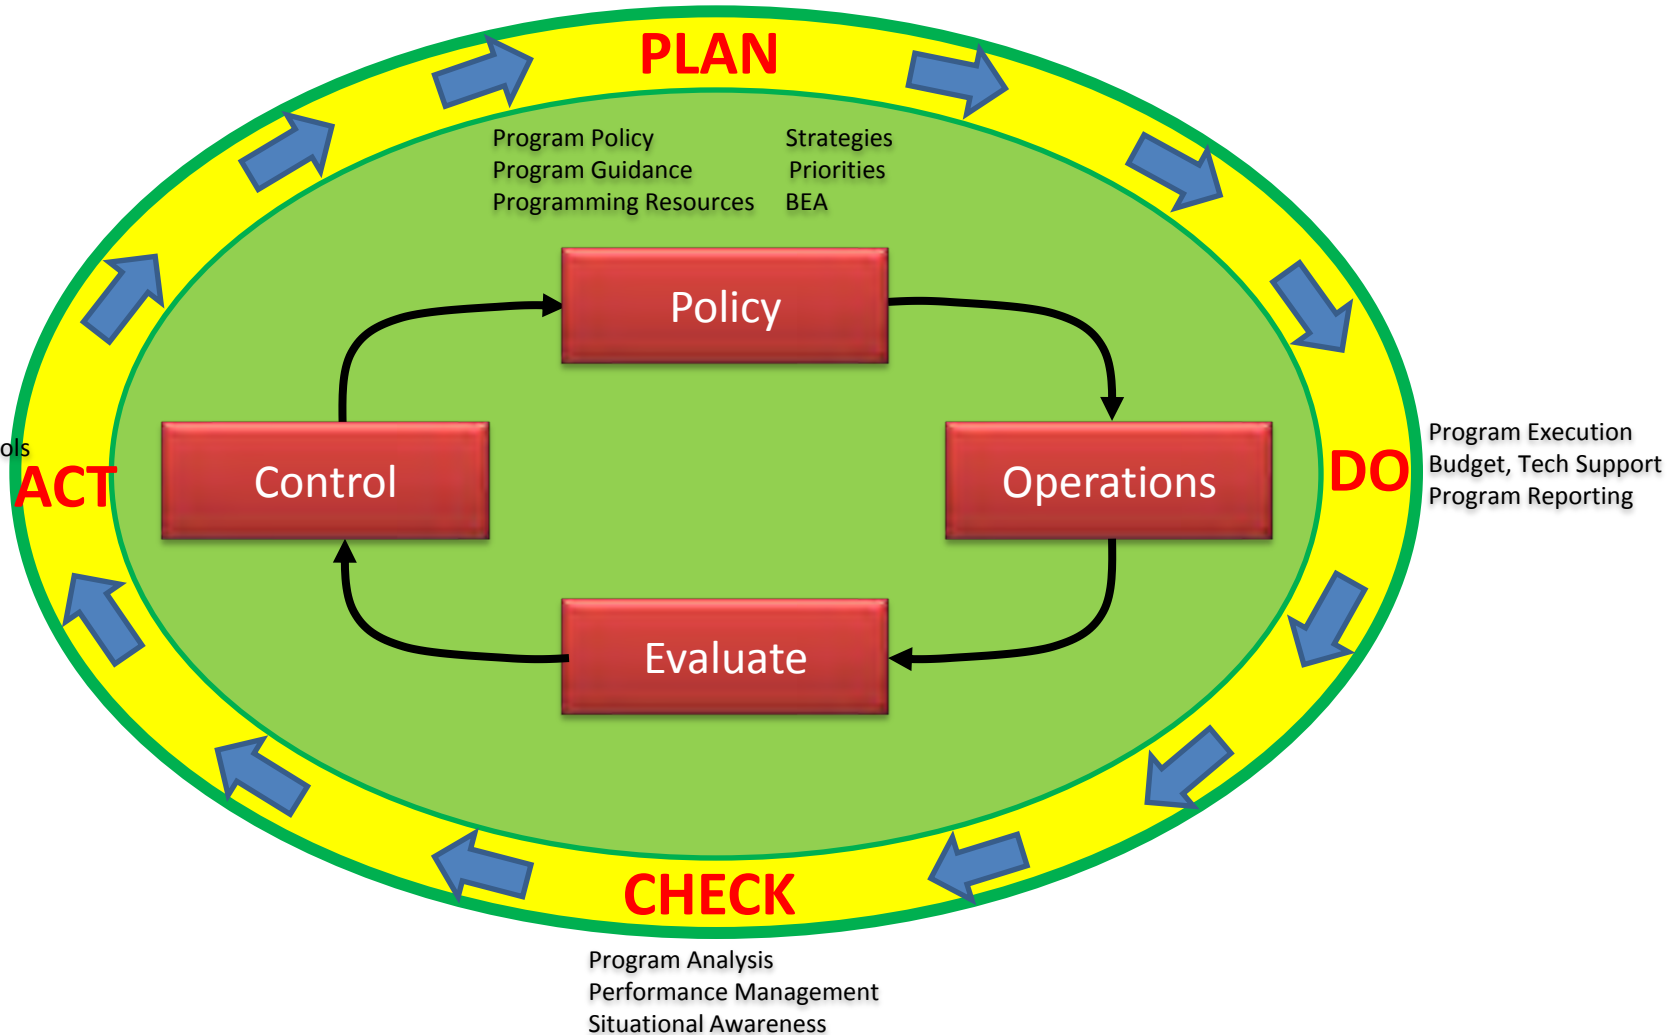 PLAN
Program Policy Strategies
Program Guidance Priorities
Programming Resources BEA
Policy
ols
ACT
Control
Operations
DO
Program Execution
Budget, Tech Support
Program Reporting
Evaluate
CHECK
Program Analysis
Performance Management
Situational Awareness